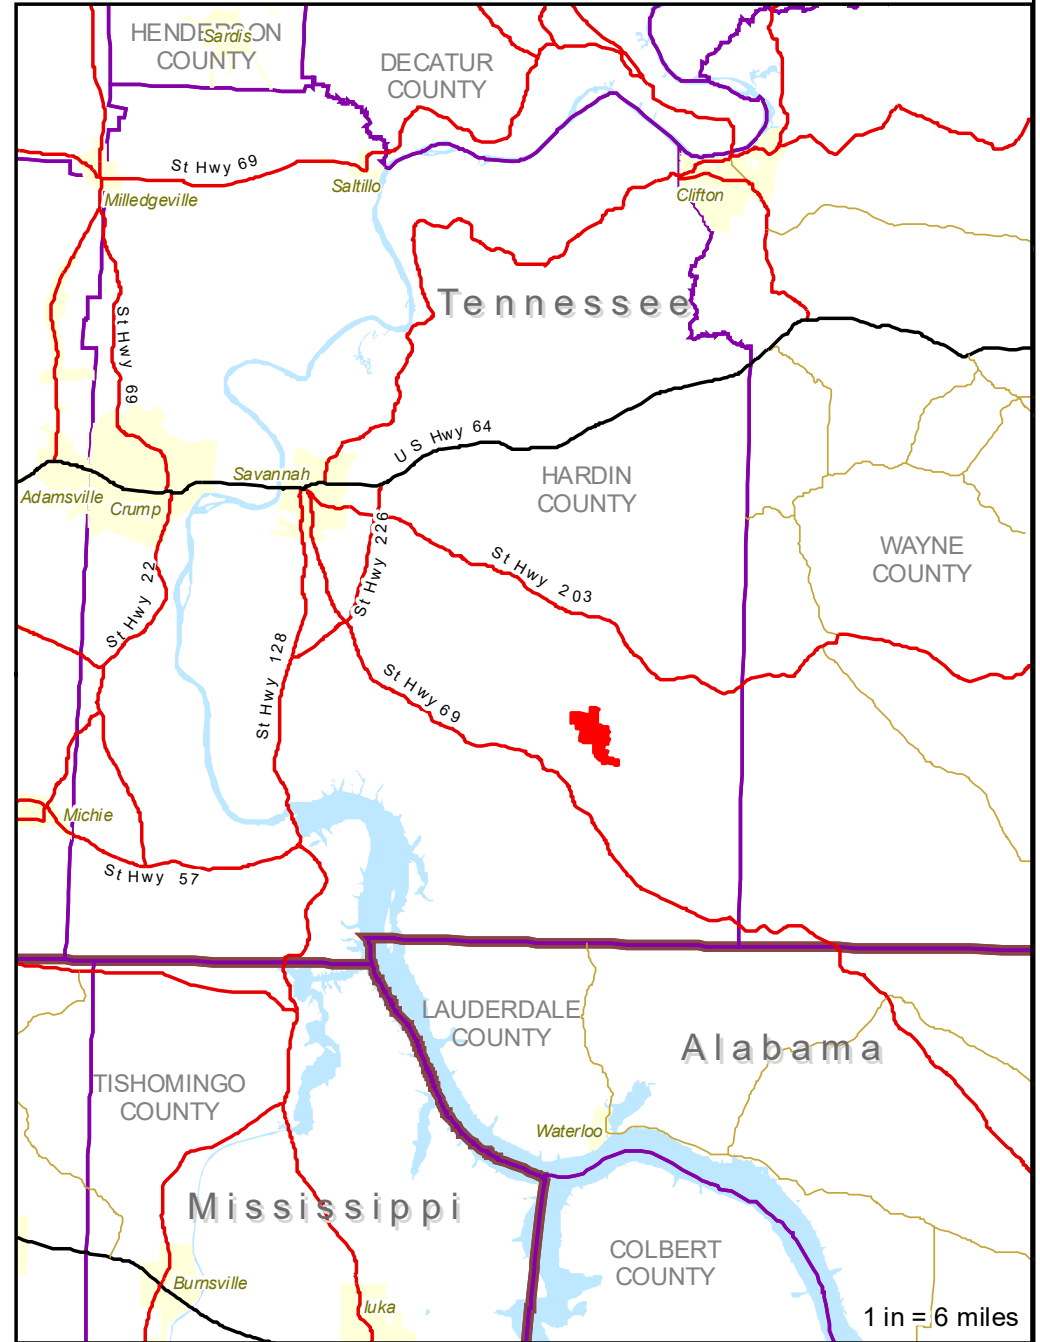 HENDERSON
COUNTY
Sardis
DECATUR
COUNTY
St Hwy 69
Saltillo
Milledgeville
Clifton
Tennessee
St Hwy 69
U S Hwy 64
Savannah
HARDIN
COUNTY
Adamsville
Crump
St Hwy 226
WAYNE
COUNTY
St Hwy 22
St Hwy 203
St Hwy 128
St Hwy 69
Michie
St Hwy 57
LAUDERDALE
COUNTY
Alabama
TISHOMINGO
COUNTY
Waterloo
Mississippi
COLBERT
COUNTY
Burnsville
Iuka
1 in = 6 miles